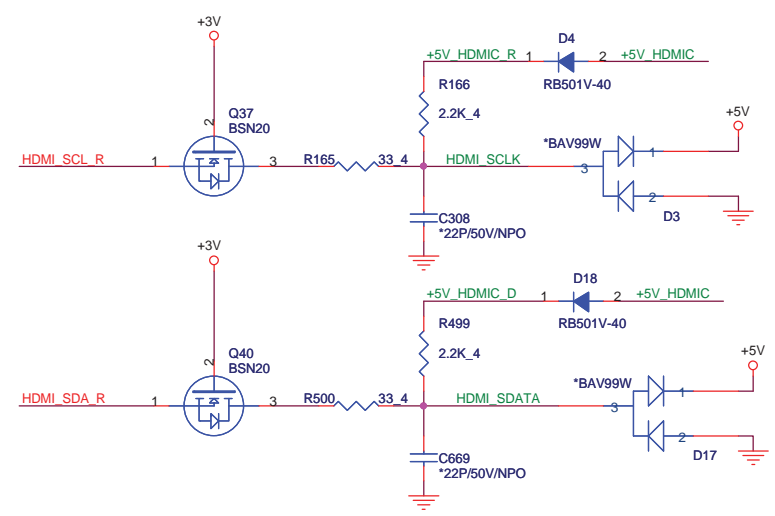 +3V
D4
+5V_HDMIC_R 1 2 +5V_HDMIC
R166
RB501V-40
2.2K_4
Q37
BSN20
2
+5V
*BAV99W
HDMI_SCL_R 1 3 R165 33_4 HDMI_SCLK 3 1
2
D3
C308
*22P/50V/NPO
+3V
D18
+5V_HDMIC_D 1 2 +5V_HDMIC
R499
RB501V-40
2.2K_4
Q40
BSN20
2
+5V
*BAV99W
HDMI_SDA_R 1 3 R500 33_4 HDMI_SDATA 3 1
2
D17
C669
*22P/50V/NPO